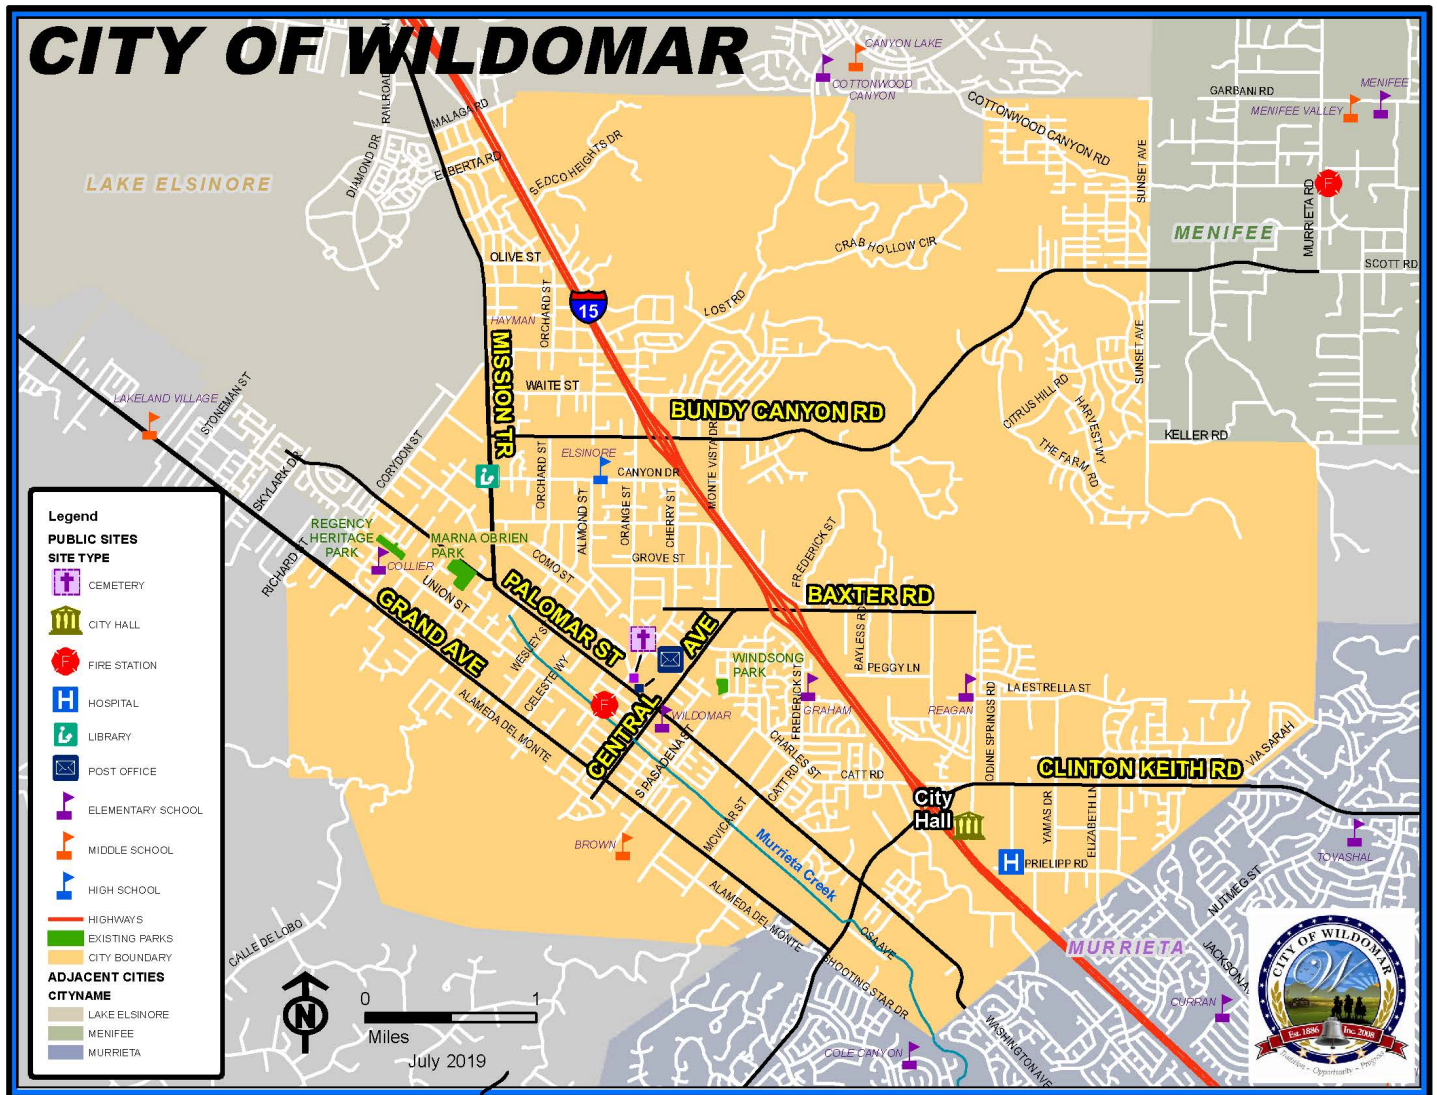 CITY OF WILDOMAR
CANYON LAKE
COTTONWOOD
CANYON
COTTONWOOD CANYON RD
GARBANI RD
MENIFEE
MENIFEE VALLEY
MALAGA RD
DIAMOND DR
SEDCO HEIGHTS DR
SUNSET AVE
LAKE ELSINORE
MURRIETA RD
F
MENIFEE
CRAB HOLLOW CIR
OLIVE ST
SCOTT RD
ORCHARD ST
LOST RD
15
HAYMAN
MISSION TR
SUNSET AVE
WAITE ST
CITRUS HILL RD
HARVEST WY
LAKELAND VILLAGE
STONEMAN ST
BUNDY CANYON RD
KELLER RD
THE FARM RD
MONTE VISTA DR
CORYDON ST
SKYLARK DR
ELSINORE
CANYON DR
ORCHARD ST
ALMOND ST
ORANGE ST
CHERRY ST
REGENCY
HERITAGE
PARK
MARNA OBRIEN
PARK
RICHARD ST
COLLIER
UNION ST
COMO ST
GROVE ST
FREDERICK ST
PALOMAR ST
GRAND AVE
BAXTER RD
CENTRAL AVE
WESLEY ST
CELESTE WY
WINDSONG
PARK
BAYLESS RD
PEGGY LN
LA ESTRELLA ST
ALAMEDA DEL MONTE
F
WILDOMAR
FREDERICK ST
GRAHAM
REAGAN
ODINE SPRINGS RD
S PASADENA ST
CHARLES ST
CATT RD
CATT RD
CLINTON KEITH RD
VIA SARAH
City
Hall
YAMAS DR
ELIZABETH LN
BROWN
MCVICAR ST
Murrieta Creek
H
PRIELIPP RD
TOVASHAL
NUTMEG ST
ALAMEDA DEL MONTE
OSA AVE
MURRIETA
SHOOTING STAR DR
CALLE DE LOBO
CURRAN
COLE CANYON
WASHINGTON AVE
Legend
PUBLIC SITES
SITE TYPE
CEMETERY
CITY HALL
F FIRE STATION
H HOSPITAL
LIBRARY
POST OFFICE
ELEMENTARY SCHOOL
MIDDLE SCHOOL
HIGH SCHOOL
HIGHWAYS
EXISTING PARKS
CITY BOUNDARY
ADJACENT CITIES
CITYNAME
LAKE ELSINORE
MENIFEE
MURRIETA
N
0 1
Miles
July 2019
CITY OF WILDOMAR
W
Est. 1886 Inc. 2008
Tradition - Opportunity - Progress